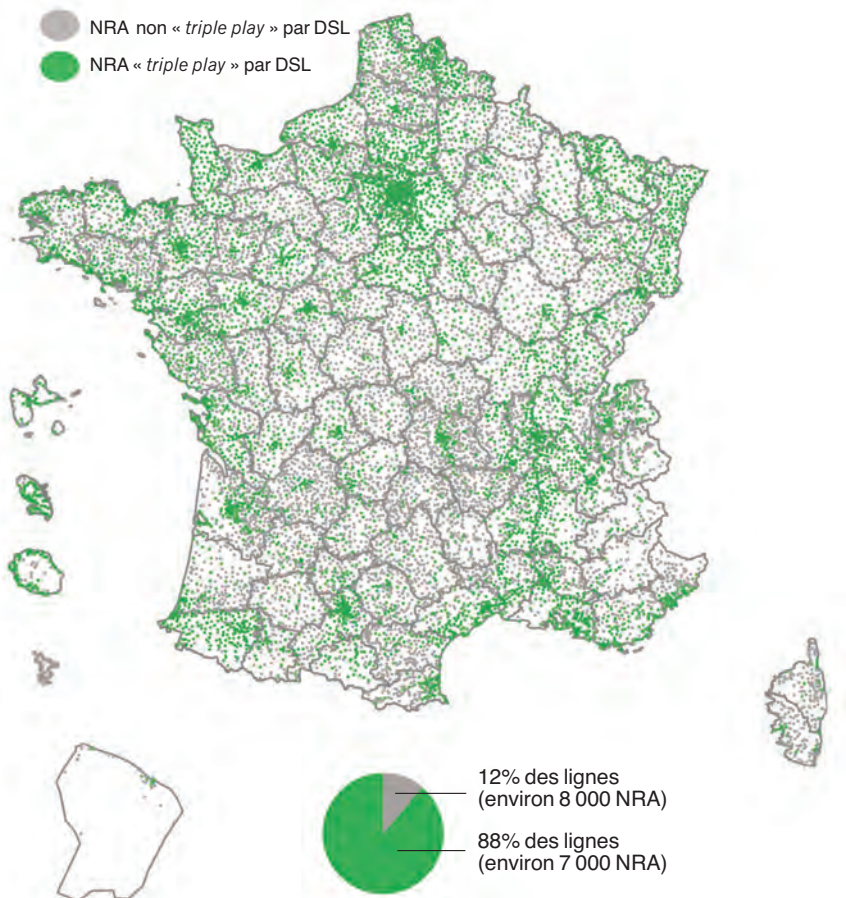 NRA non « triple play » par DSL
NRA « triple play » par DSL
12% des lignes
(environ 8 000 NRA)
88% des lignes
(environ 7 000 NRA)